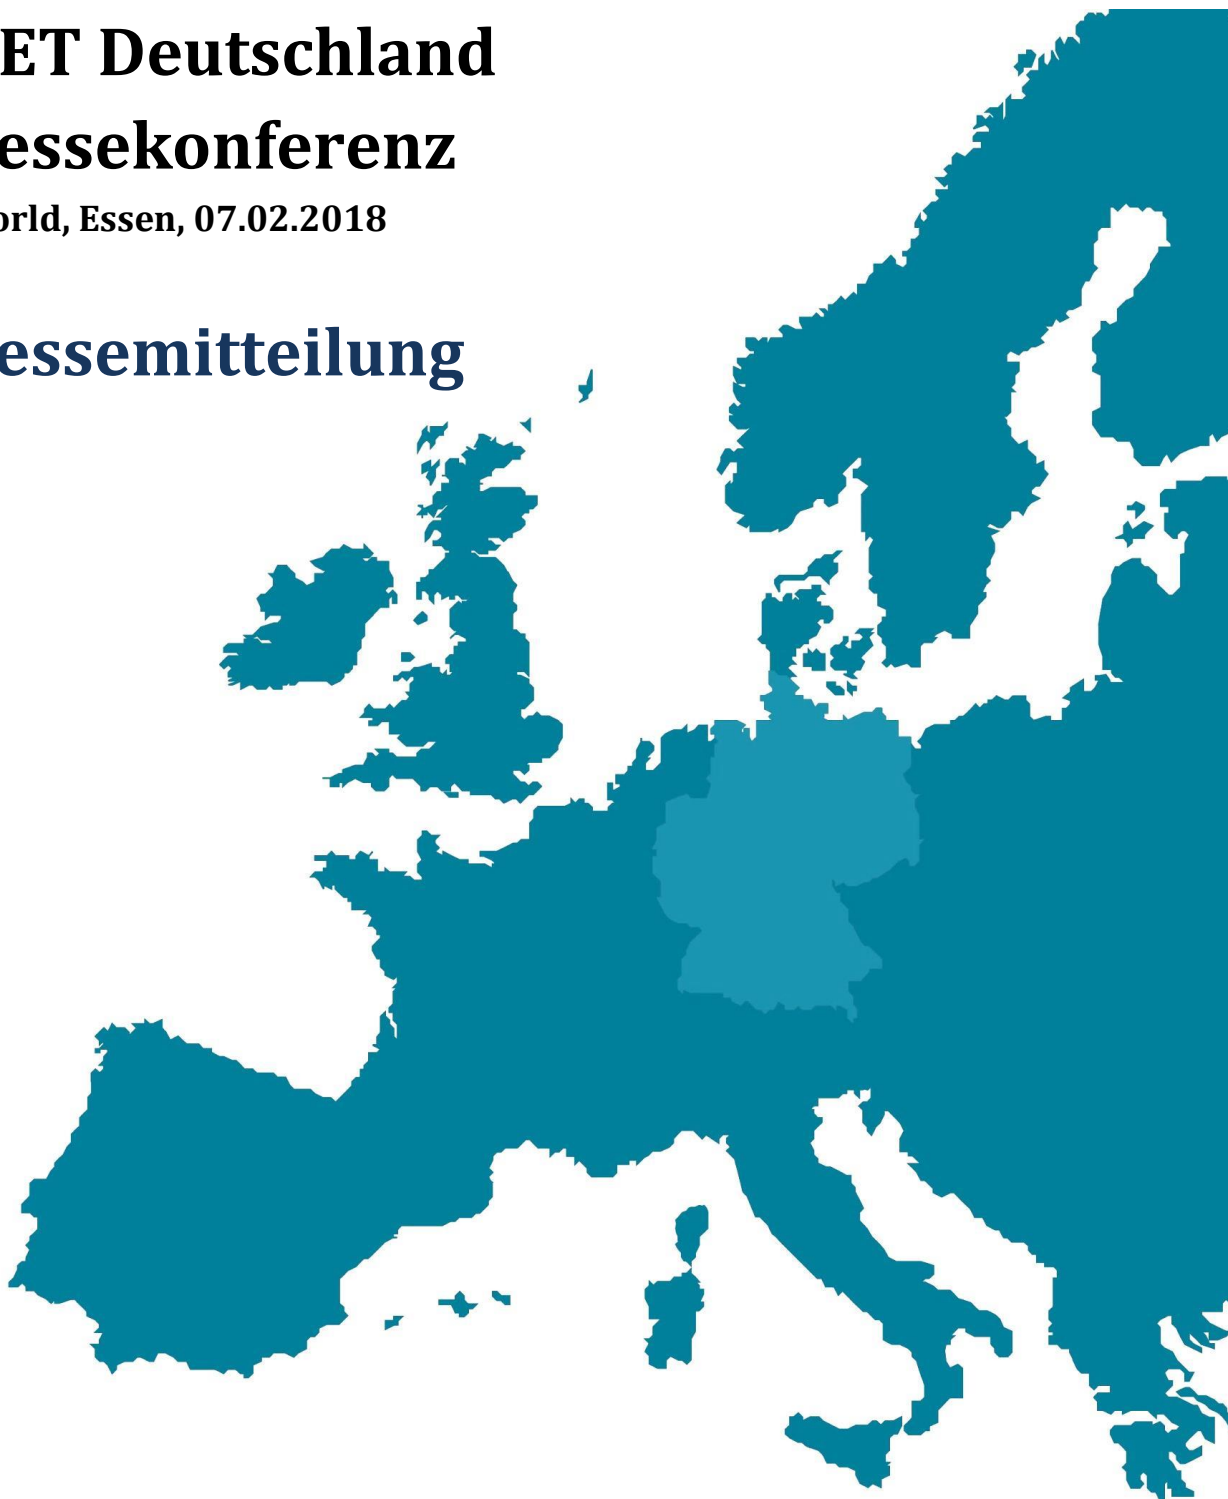 ET Deutschland
essekonferenz
orld, Essen, 07.02.2018
essemitteilung